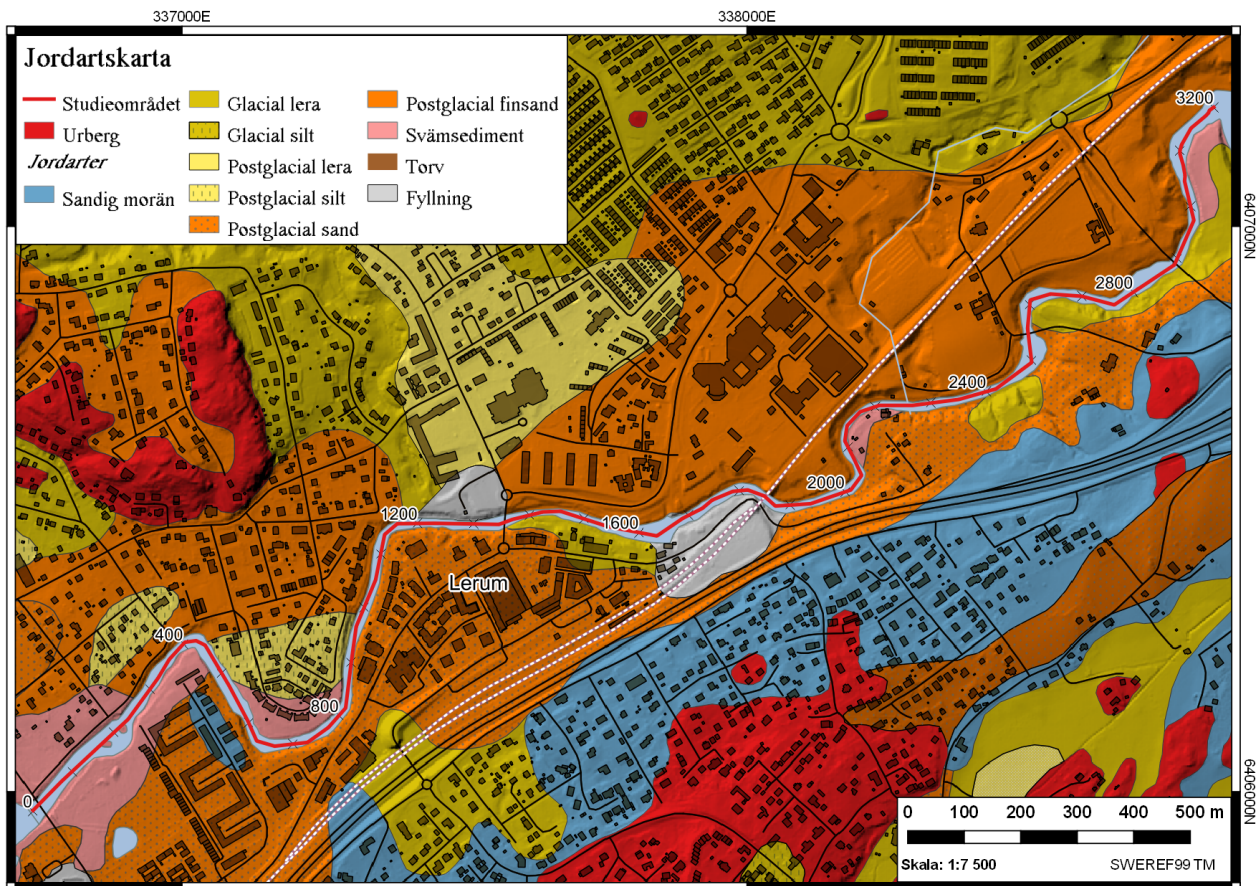 337000E
338000E
Jordartskarta
Studieområdet
Urberg
Jordarter
Sandig morän
Glacial lera
Glacial silt
Postglacial lera
Postglacial silt
Postglacial sand
Postglacial finsand
Svämsediment
Torv
Fyllning
3200
6407000N
2800
2400
2000
1600
1200
Lerum
400
800
0
6406000N
0 100 200 300 400 500 m
Skala: 1:7 500 SWEREF99 TM